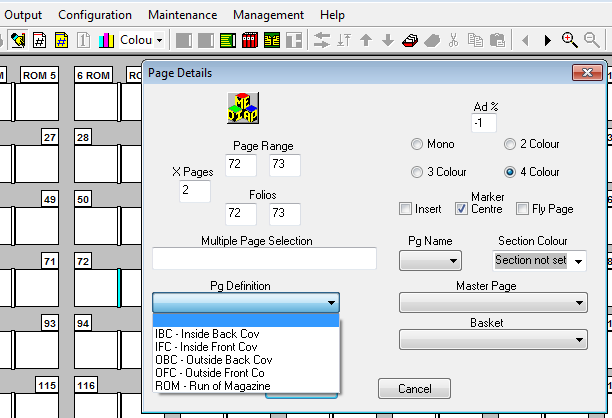 Output Configuration Maintenance Management Help
Colou
ROM 5 6 ROM
Page Details
ME
DIAP
Ad %
-1
Page Range
72 73
Mono 2 Colour
X Pages
2
3 Colour 4 Colour
Folios
72 73
Insert Marker Centre Fly Page
Multiple Page Selection
Pg Name Section Colour
Section not set
Pg Definition
Master Page
Basket
IBC - Inside Back Cov
IFC - Inside Front Cov
OBC - Outside Back Cov
OFC - Outside Front Co
ROM - Run of Magazine
Cancel
27 28
49 50
71 72
93 94
115 116